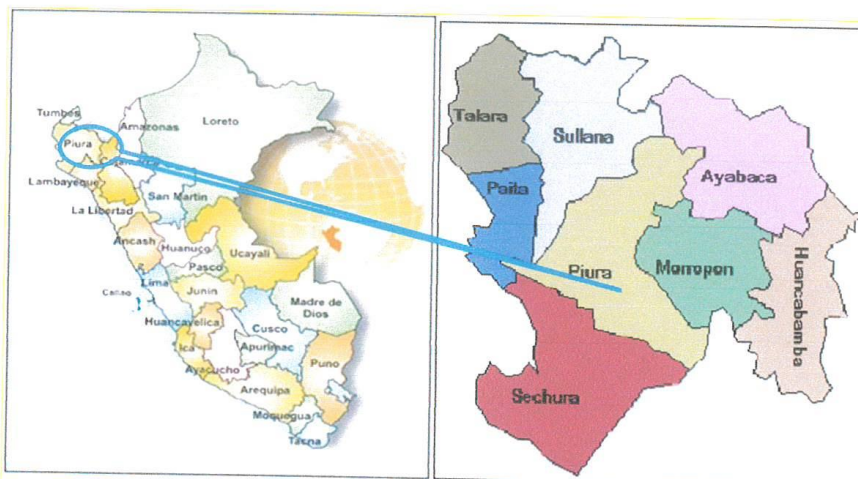 Tumbes
Piura
Amazonas
Loreto
Lambayeque
San Martin
La Libertad
Ancash
Huanuco
Ucayali
Pasco
Lima
Callao
Junin
Madre de
Dios
Huancavelica
Cusco
Ica
Apurimac
Puno
Ayacucho
Arequipa
Moquegua
Tacna
Talara
Sullana
Paita
Ayabaca
Piura
Morropon
Huancabamba
Sechura